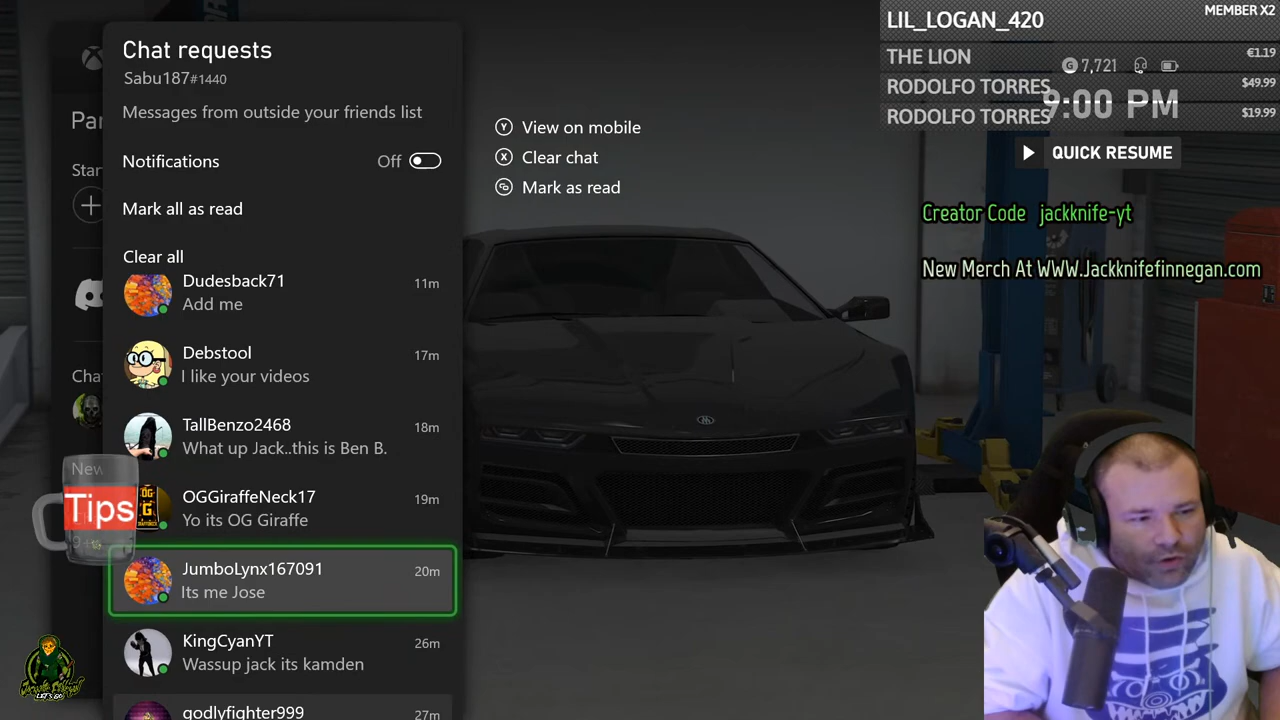 Chat requests
Sabu187#1440
Messages from outside your friends list
Notifications
Off
Mark all as read
Clear all
Dudesback71
11m
Add me
Debstool
17m
I like your videos
TallBenzo2468
18m
What up Jack..this is Ben B.
OGGiraffeNeck17
19m
Yo its OG Giraffe
JumboLynx167091
20m
Its me Jose
KingCyanYT
26m
Wassup jack its kamden
godlyfighter999
27m
Y View on mobile
X Clear chat
Mark as read
LIL_LOGAN_420
MEMBER X2
THE LION
€1.19
RODOLFO TORRES
$49.99
RODOLFO TORRES
$19.99
G 7,721
9:00 PM
QUICK RESUME
Creator Code jackknife-yt
New Merch At WWW.Jackknifefinnegan.com
Par
Star
Cha
New
Tips
9+
OG
G
LET'S GO